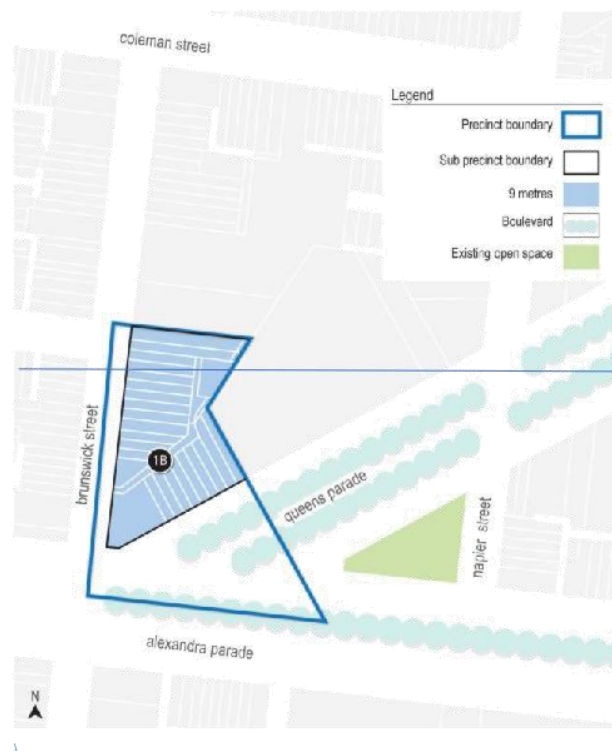 coleman street
Legend
Precinct boundary
Sub precinct boundary
9 metres
Boulevard
Existing open space
brunswick street
1B
queens parade
napier street
alexandra parade
N